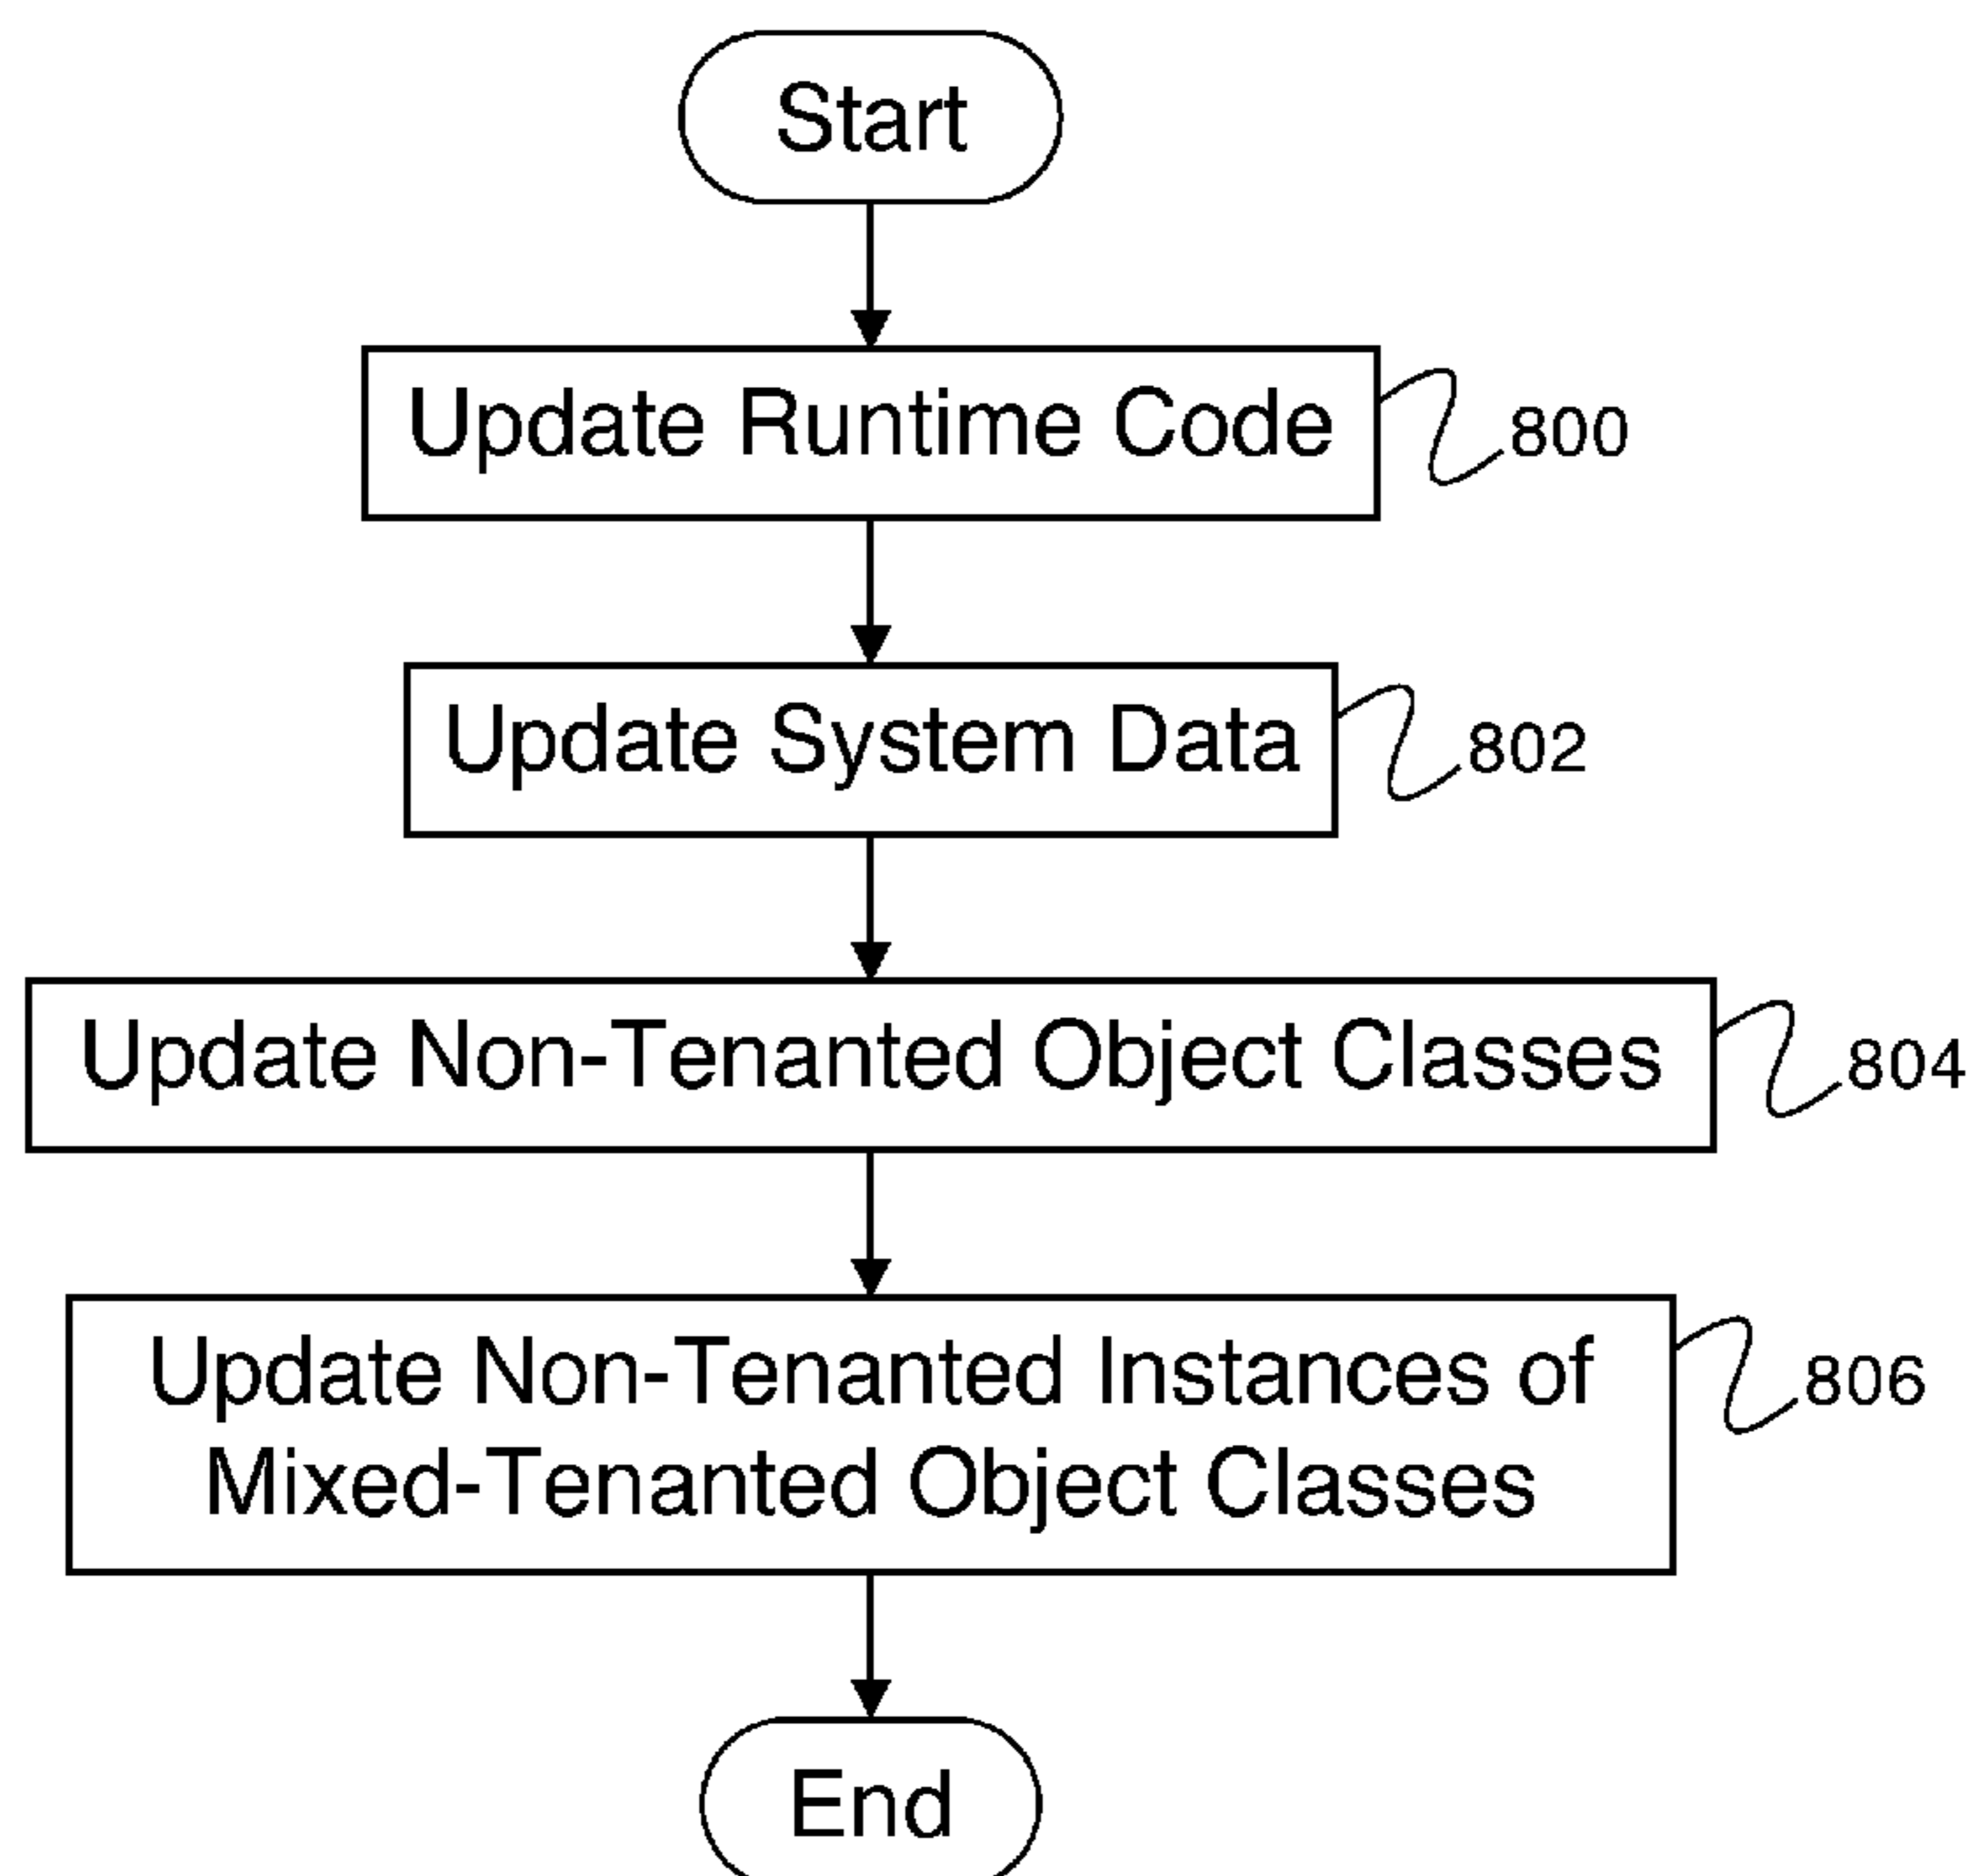 Start
Update Runtime Code
800
Update System Data
802
Update Non-Tenanted Object Classes
804
Update Non-Tenanted Instances of
Mixed-Tenanted Object Classes
806
End